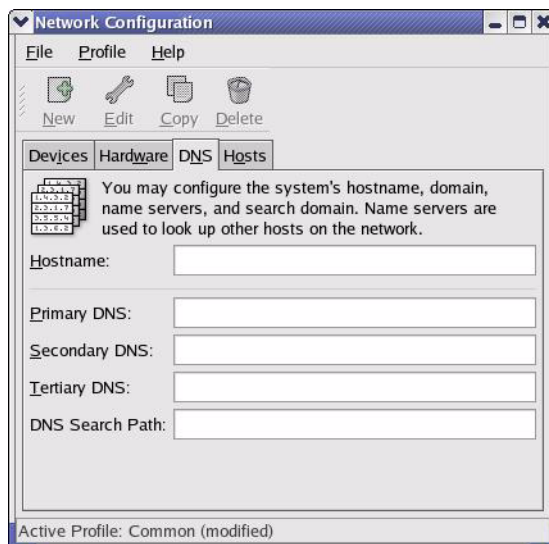 Network Configuration
File Profile Help
New Edit Copy Delete
Devices Hardware DNS Hosts
You may configure the system's hostname, domain,
name servers, and search domain. Name servers are
used to look up other hosts on the network.
Hostname:
Primary DNS:
Secondary DNS:
Tertiary DNS:
DNS Search Path:
Active Profile: Common (modified)